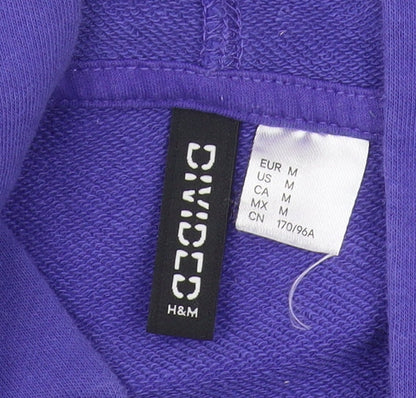 DIVIDED
H&M
EUR M
US M
CA M
MX M
CN 170/96A